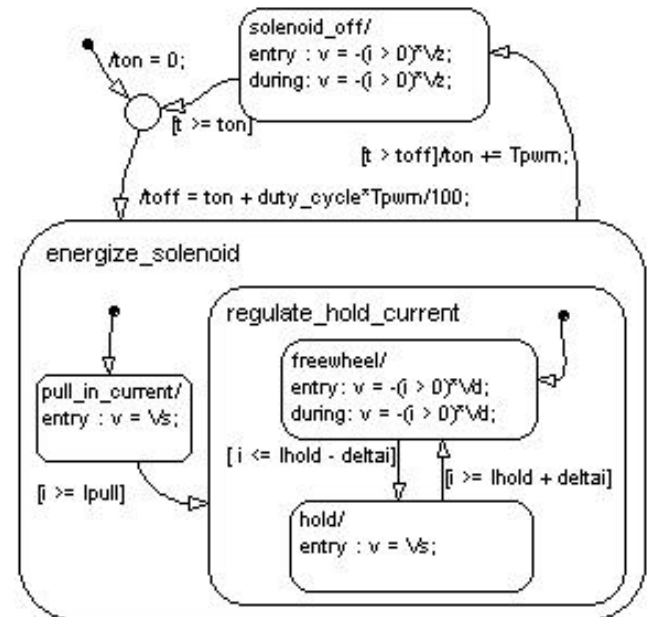 solenoid_off/
entry : v = -(i > 0)*Vz;
during: v = -(i > 0)*Vz;
/ton = 0;
[t >= ton]
[t > toff]/ton += Tpwm;
/toff = ton + duty_cycle*Tpwm/100;
energize_solenoid
regulate_hold_current
freewheel/
entry: v = -(i > 0)*Vd;
during: v = -(i > 0)*Vd;
pull_in_current/
entry : v = Vs;
[ i <= Ihold - deltai]
[i >= Ihold + deltai]
[i >= Ipull]
hold/
entry : v = Vs;